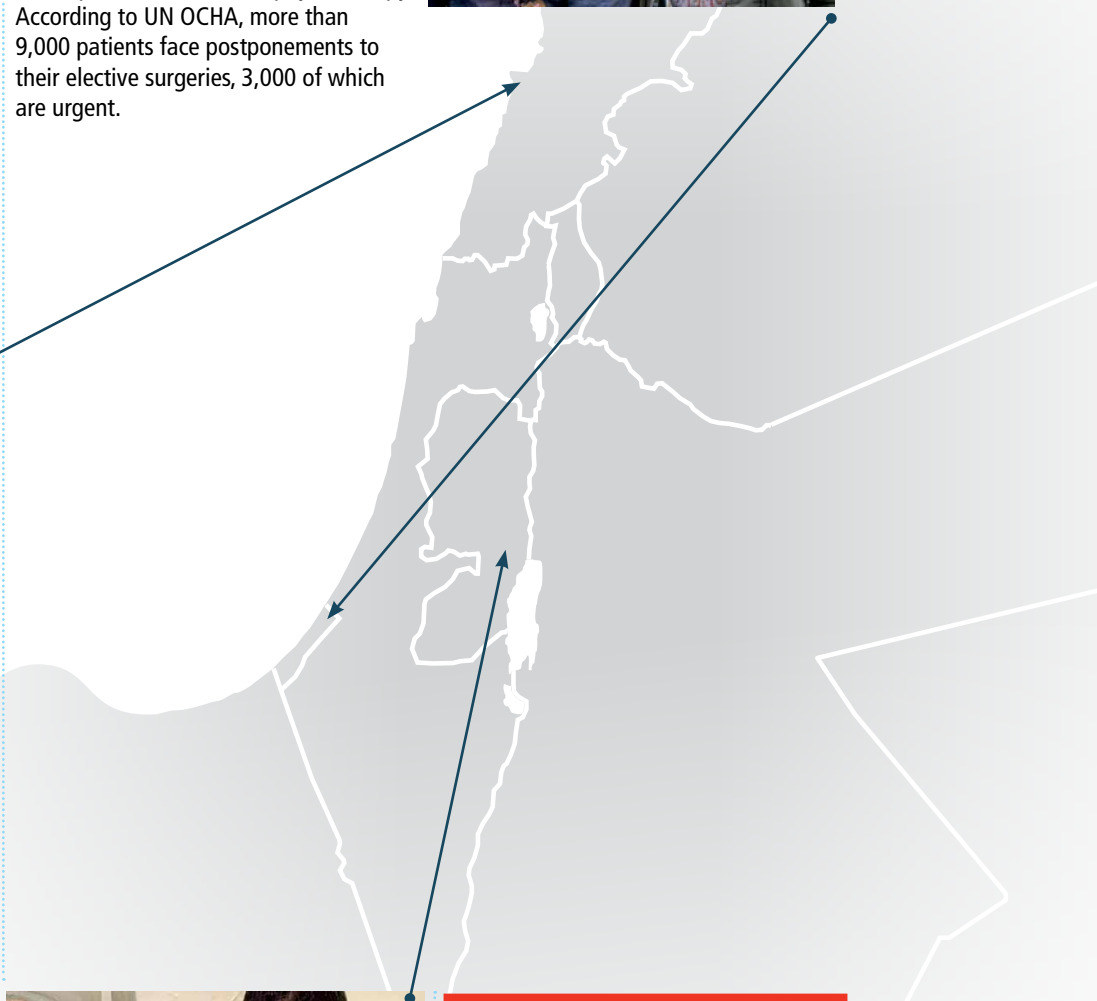 According to UN OCHA, more than
9,000 patients face postponements to
their elective surgeries, 3,000 of which
are urgent.